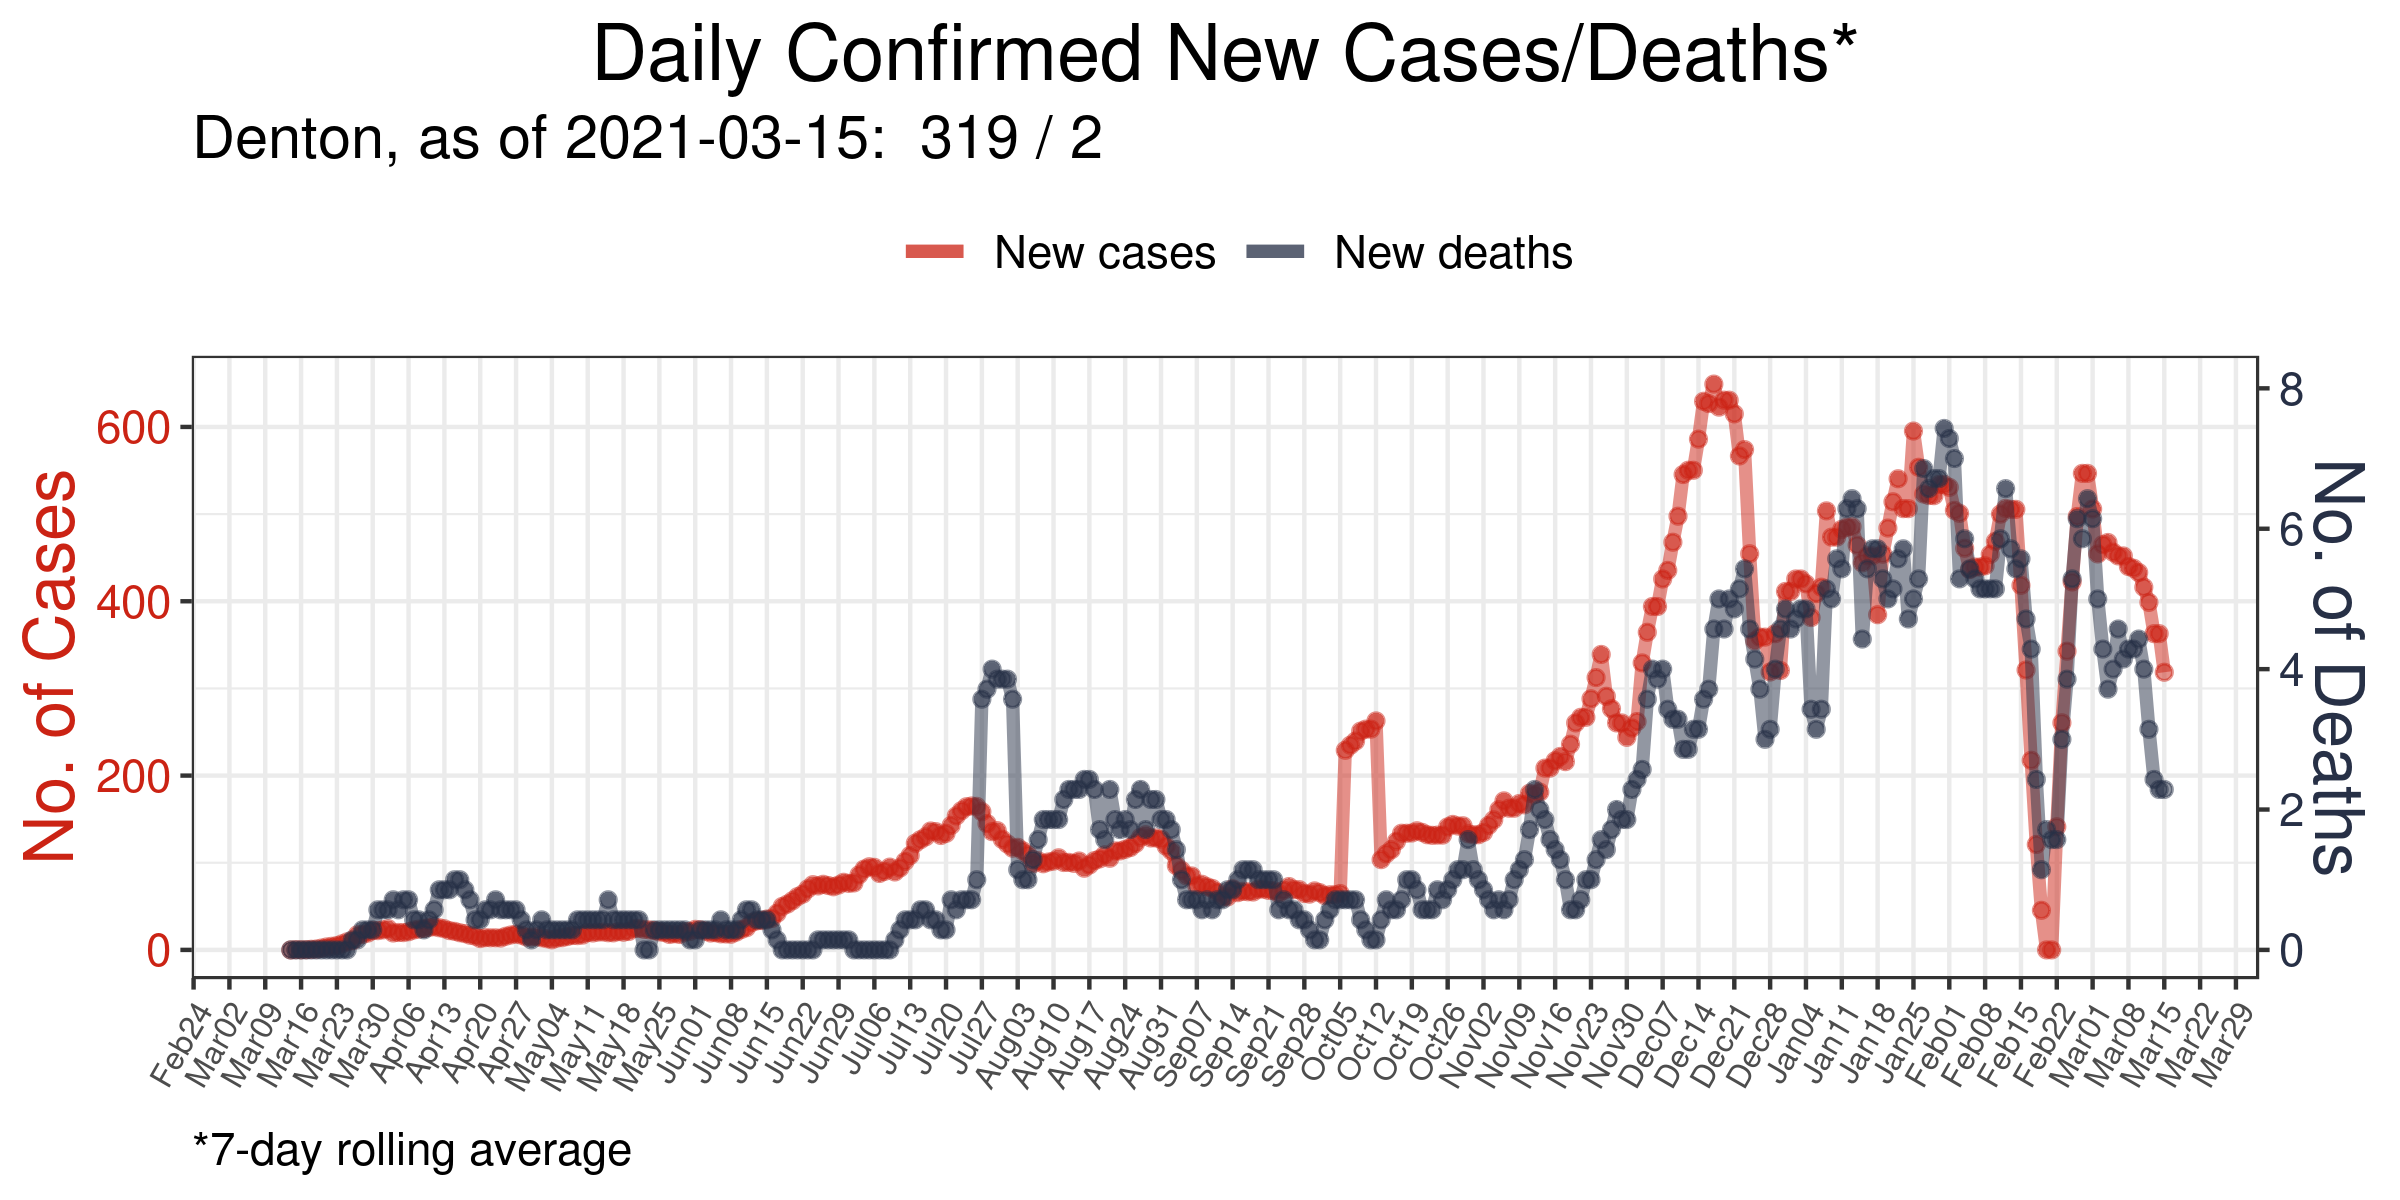 Daily Confirmed New Cases/Deaths*
Denton, as of 2021-03-15:  319 / 2
New cases
New deaths
No. of Cases
600
400
200
0
8
6
4
2
0
No. of Deaths
Feb24
Mar02
Mar09
Mar16
Mar23
Mar30
Apr06
Apr13
Apr20
Apr27
May04
May11
May18
May25
Jun01
Jun08
Jun15
Jun22
Jun29
Jul06
Jul13
Jul20
Jul27
Aug03
Aug10
Aug17
Aug24
Aug31
Sep07
Sep14
Sep21
Sep28
Oct05
Oct12
Oct19
Oct26
Nov02
Nov09
Nov16
Nov23
Nov30
Dec07
Dec14
Dec21
Dec28
Jan04
Jan11
Jan18
Jan25
Feb01
Feb08
Feb15
Feb22
Mar01
Mar08
Mar15
Mar22
Mar29
*7-day rolling average